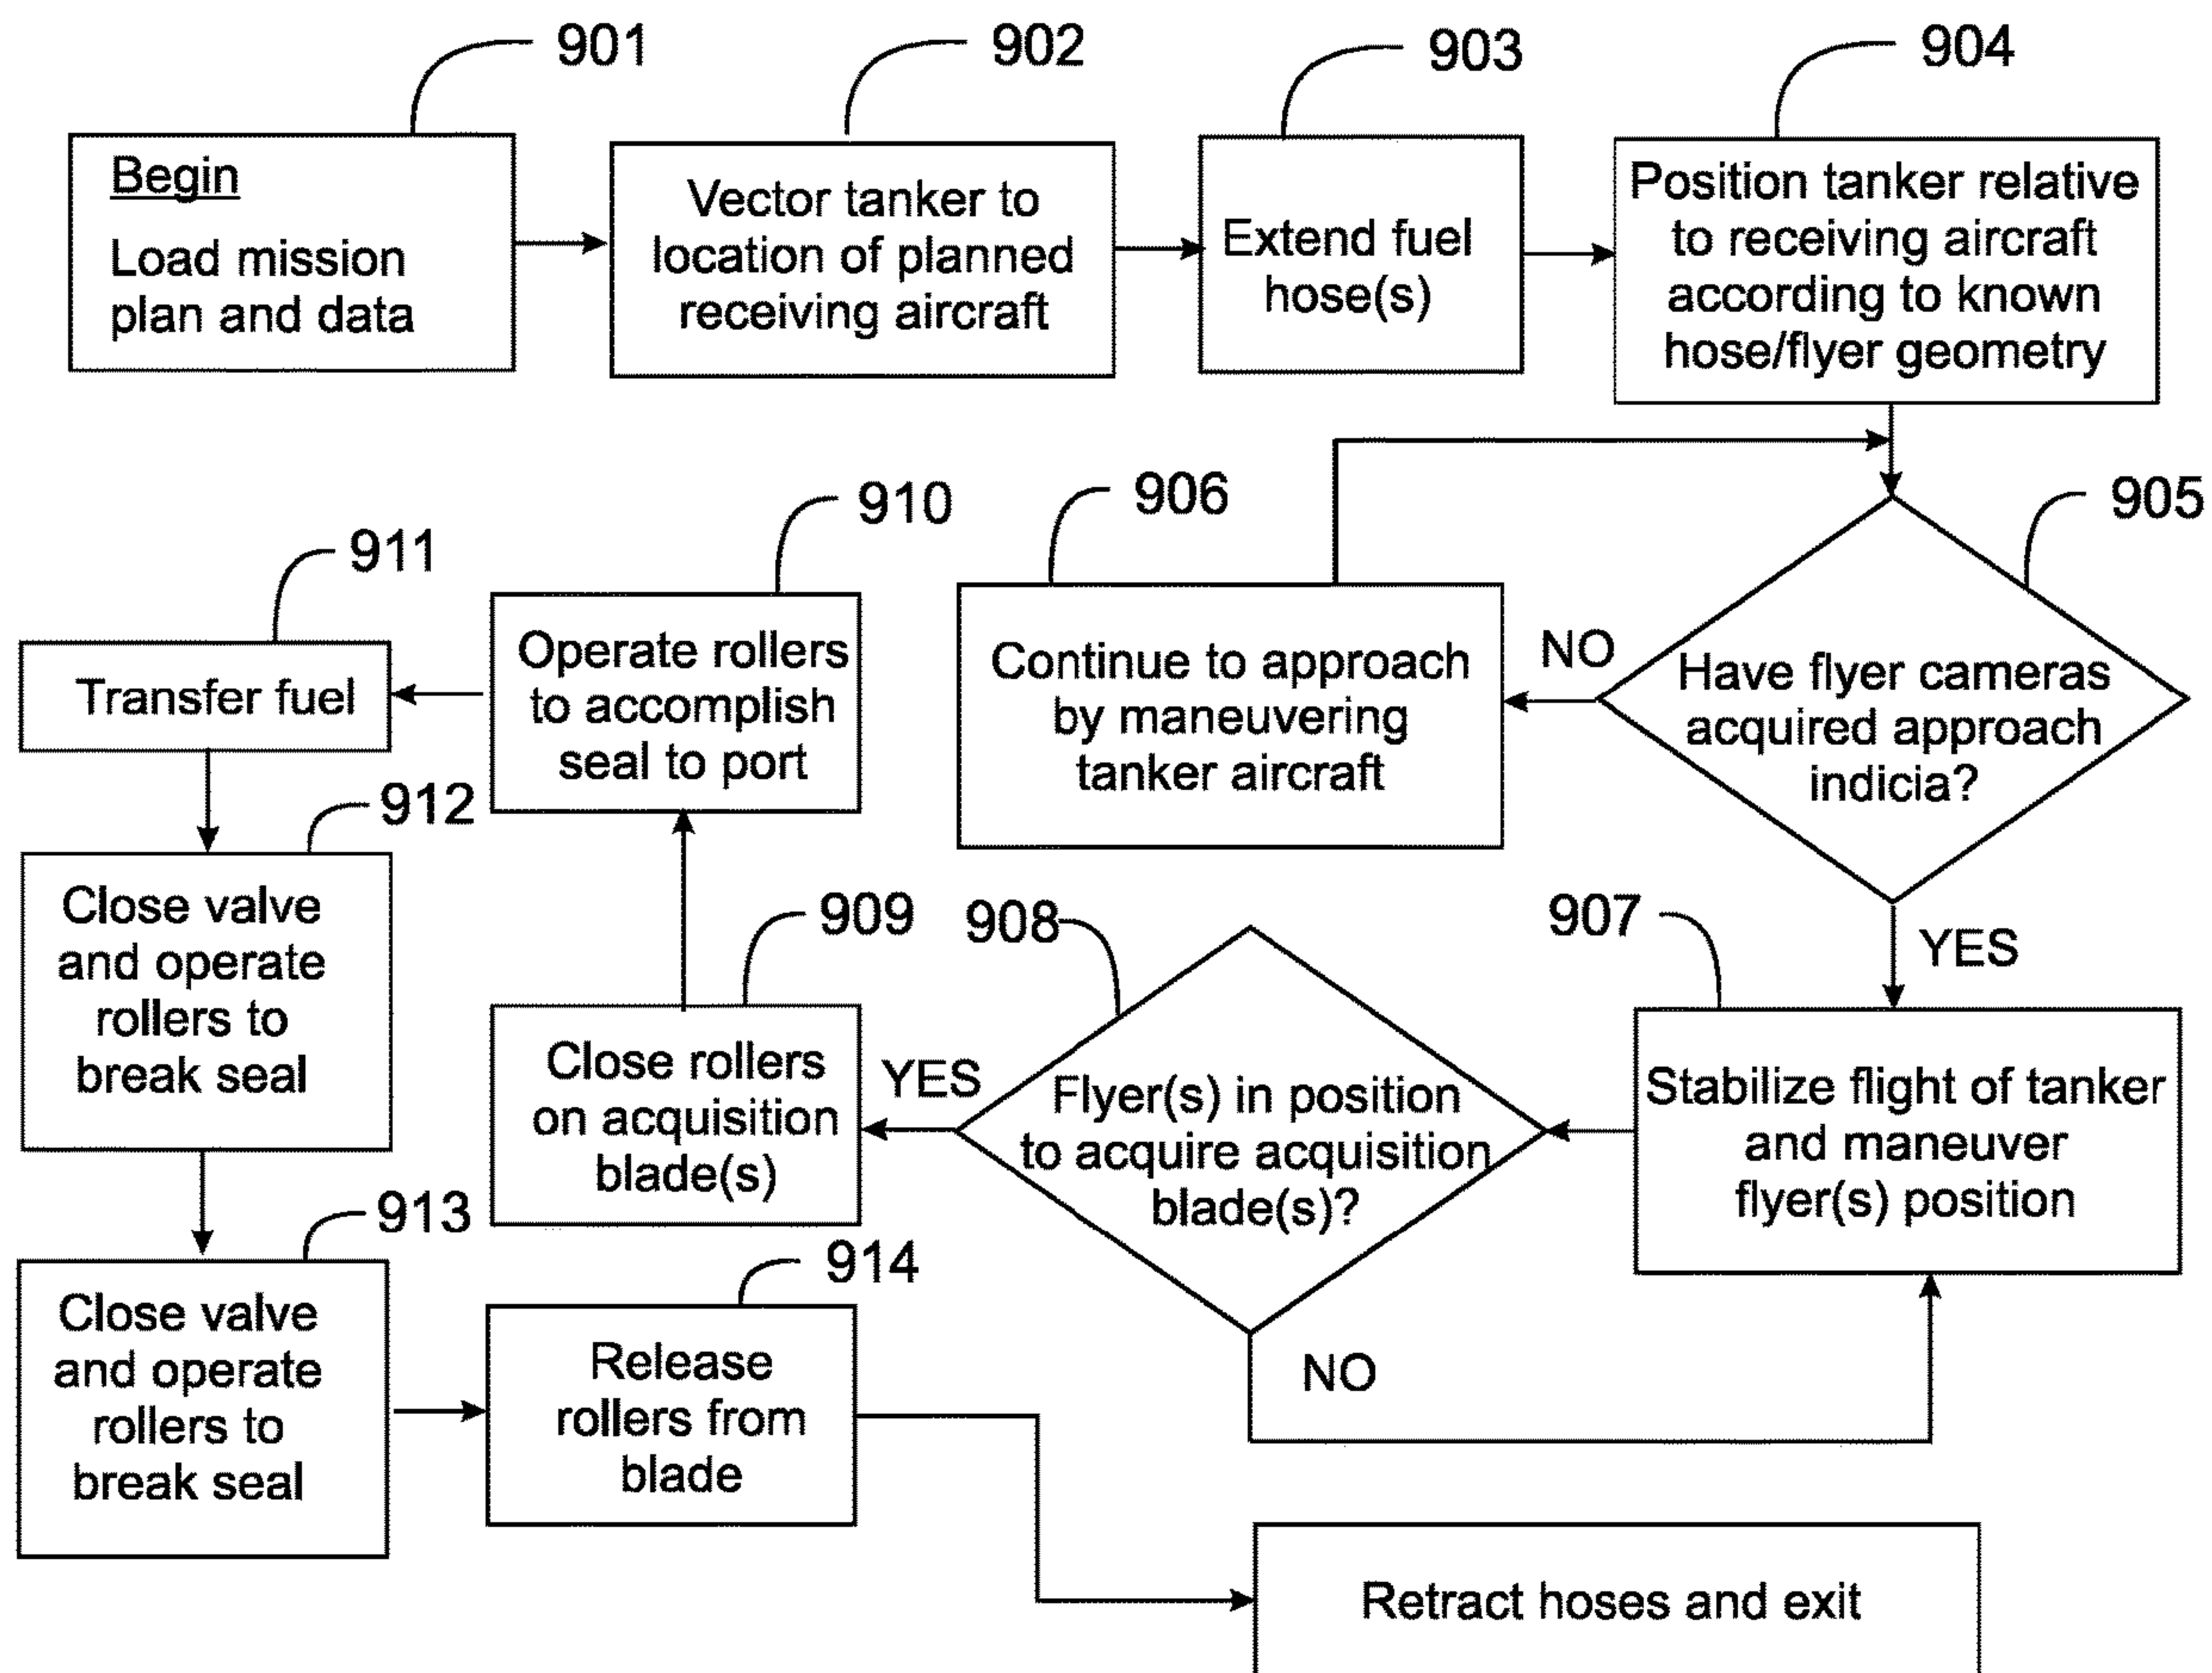 901
Begin
Load mission
plan and data
902
Vector tanker to
location of planned
receiving aircraft
903
Extend fuel
hose(s)
904
Position tanker relative
to receiving aircraft
according to known
hose/flyer geometry
905
Have flyer cameras
acquired approach
indicia?
NO
906
Continue to approach
by maneuvering
tanker aircraft
YES
907
Stabilize flight of tanker
and maneuver
flyer(s) position
908
Flyer(s) in position
to acquire acquisition
blade(s)?
NO
YES
909
Close rollers
on acquisition
blade(s)
910
Operate rollers
to accomplish
seal to port
911
Transfer fuel
912
Close valve
and operate
rollers to
break seal
913
Close valve
and operate
rollers to
break seal
914
Release
rollers from
blade
Retract hoses and exit